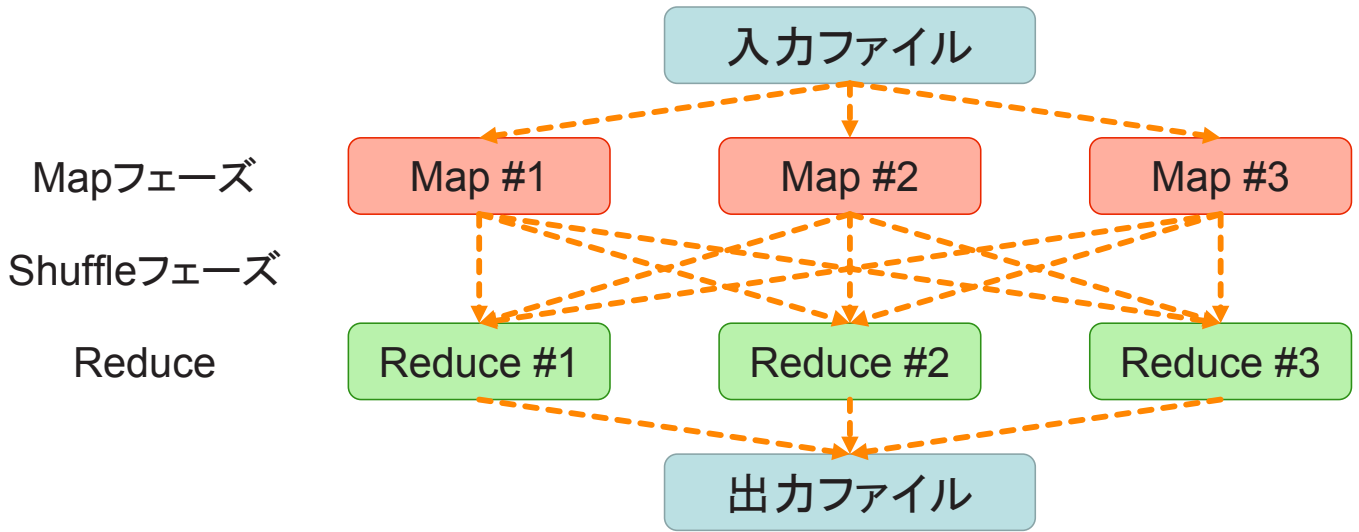 入力ファイル
Mapフェーズ
Map #1
Map #2
Map #3
Shuffleフェーズ
Reduce
Reduce #1
Reduce #2
Reduce #3
出力ファイル